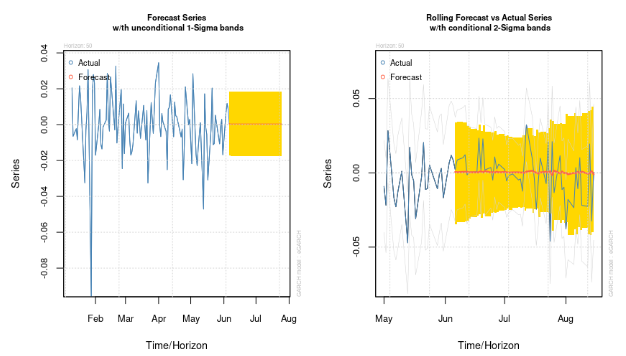 Forecast Series
w/th unconditional 1-Sigma bands
Horizon: 50
Actual
Forecast
Series
0.04
0.02
0.00
-0.02
-0.04
-0.06
-0.08
Feb Mar Apr May Jun Jul Aug
Time/Horizon
GARCH model : sGARCH
Rolling Forecast vs Actual Series
w/th conditional 2-Sigma bands
Horizon: 50
Actual
Forecast
Series
0.05
0.00
-0.05
May Jun Jul Aug
Time/Horizon
GARCH model : sGARCH